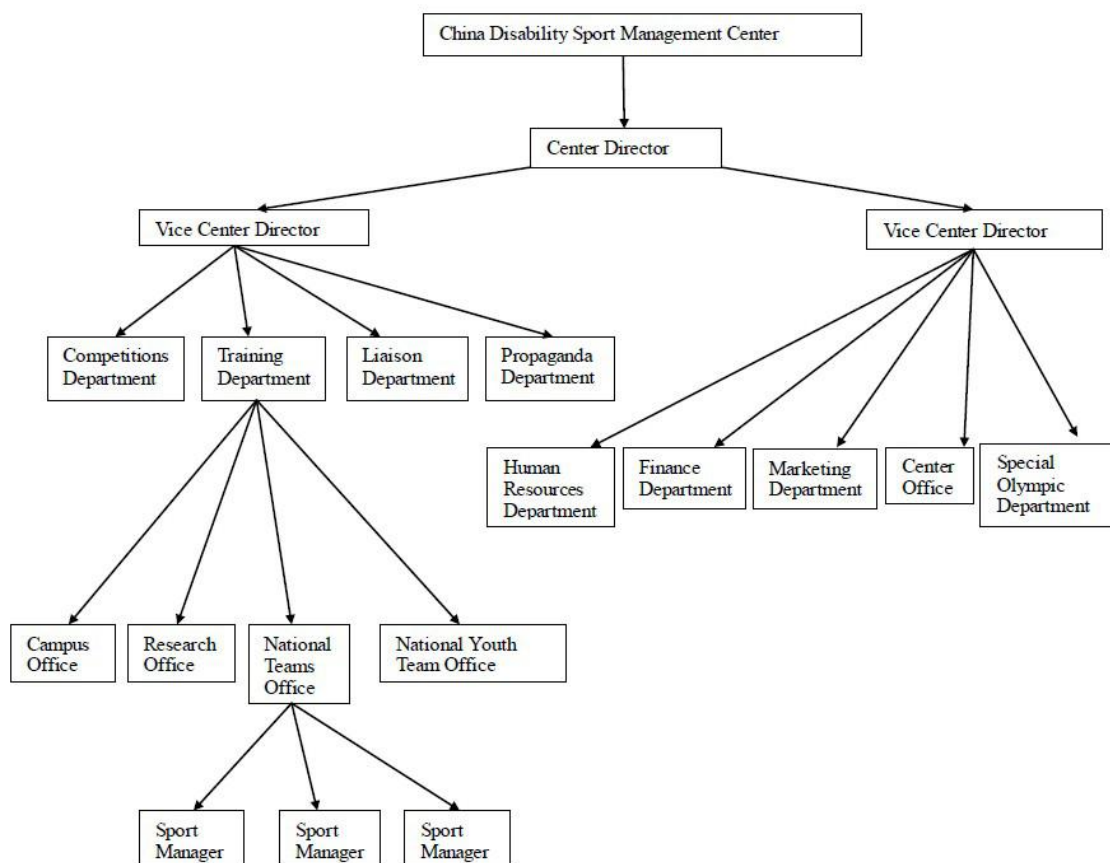 China Disability Sport Management Center
Center Director
Vice Center Director
Vice Center Director
Competitions
Department
Training
Department
Liaison
Department
Propaganda
Department
Human
Resources
Department
Finance
Department
Marketing
Department
Center
Office
Special
Olympic
Department
Campus
Office
Research
Office
National
Teams
Office
National Youth
Team Office
Sport
Manager
Sport
Manager
Sport
Manager